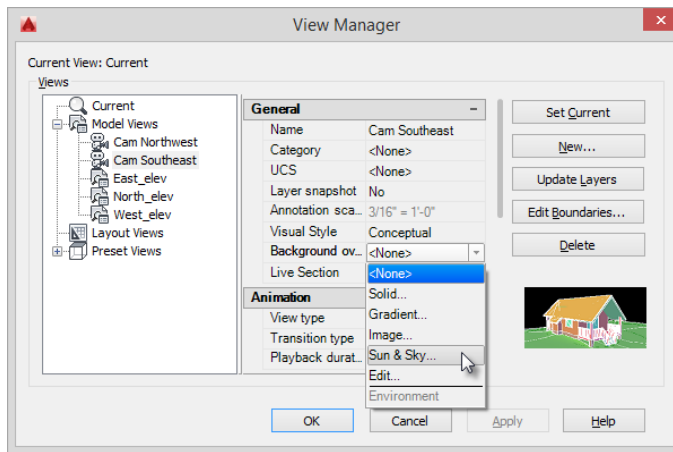 View Manager
Current View: Current
Views
Current
Model Views
Cam Northwest
Cam Southeast
East_elev
North_elev
West_elev
Layout Views
Preset Views
General
Name Cam Southeast
Category <None>
UCS <None>
Layer snapshot No
Annotation sca... 3/16" = 1'-0"
Visual Style Conceptual
Background ov... <None>
Live Section
<None>
Solid...
Gradient...
Image...
Sun & Sky...
Edit...
Environment
Animation
View type
Transition type
Playback durat...
Set Current
New...
Update Layers
Edit Boundaries...
Delete
OK Cancel Apply Help